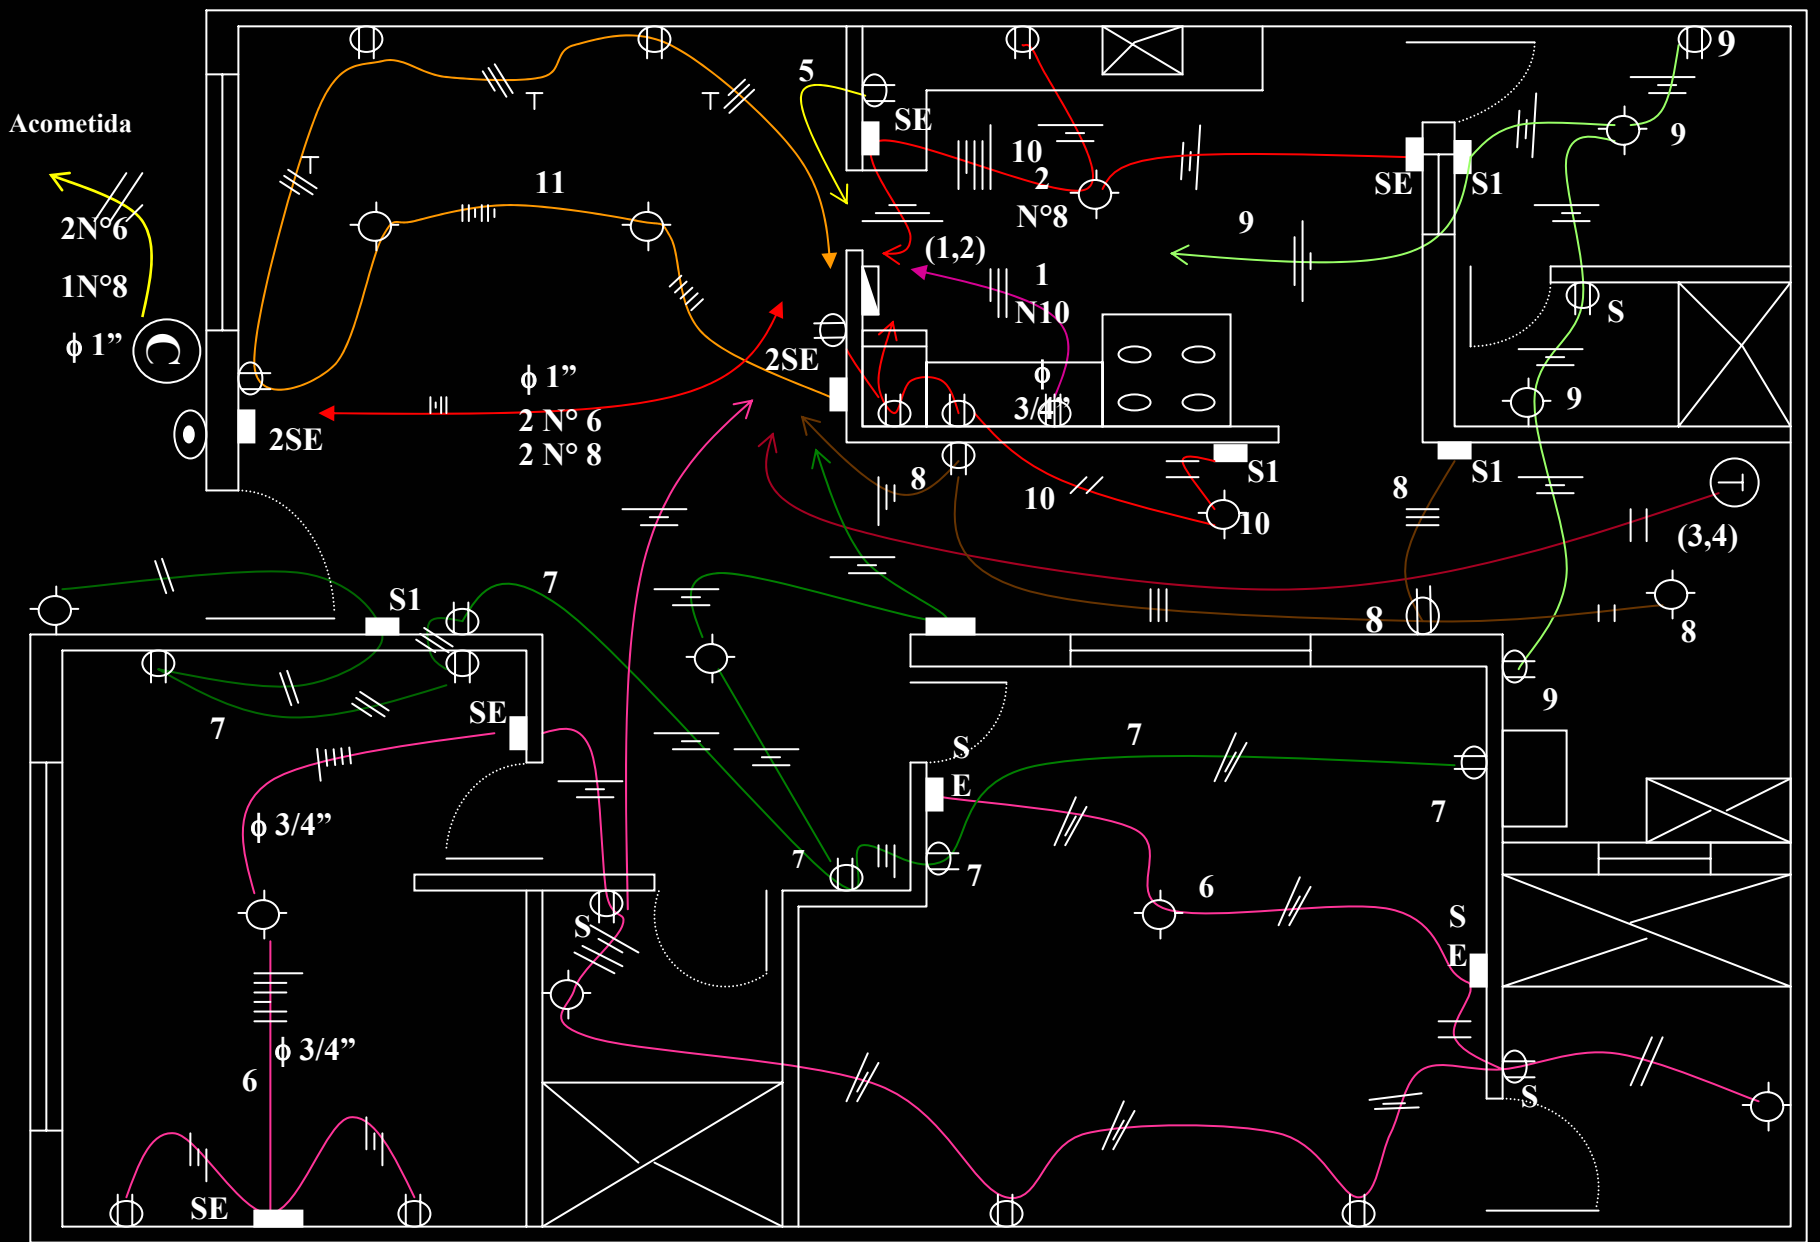 Acometida
2N°6
1N°8
ϕ 1”
C
T
T
T
11
5
SE
10
2
N°8
(1,2)
1
N10
ϕ
3/4”
9
9
9
SE
S1
S
9
2SE
2SE
ϕ 1”
2 N° 6
2 N° 8
8
10
S1
10
8
S1
T
(3,4)
8
8
9
S1
7
7
SE
ϕ 3/4”
ϕ 3/4”
6
SE
S
7
7
S
E
7
7
6
S
E
S